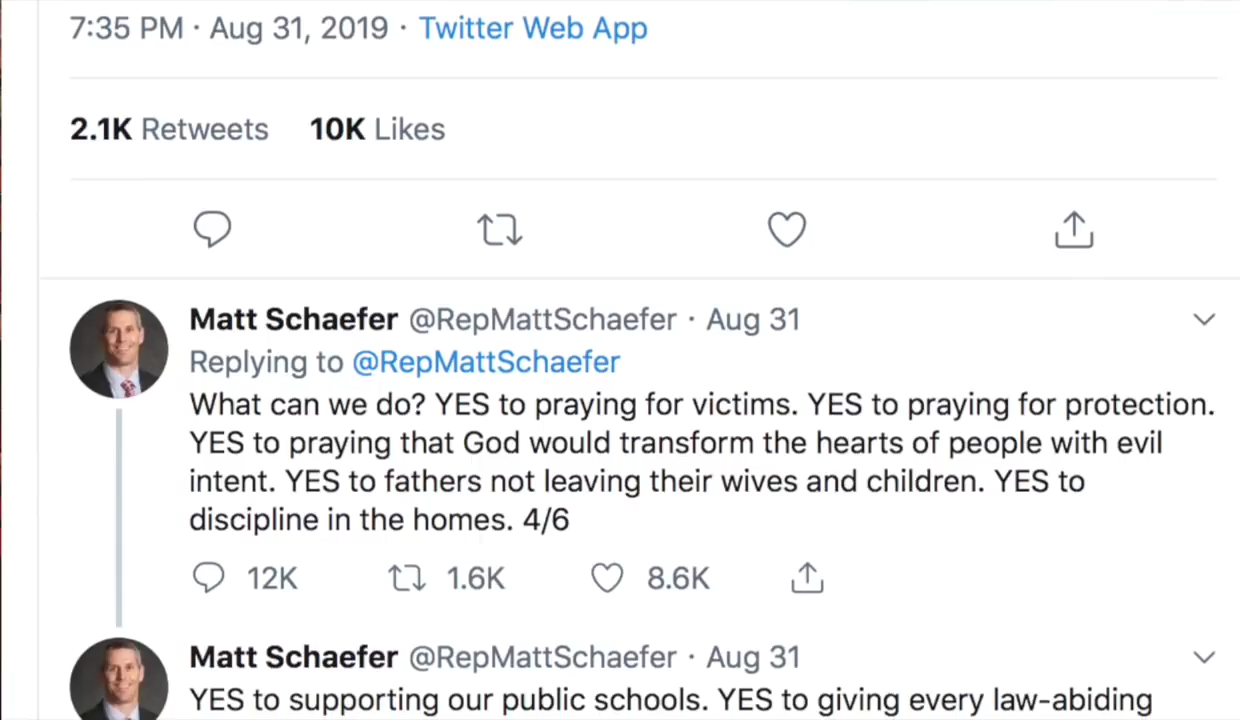 7:35 PM · Aug 31, 2019 · Twitter Web App
2.1K Retweets 10K Likes
Matt Schaefer @RepMattSchaefer · Aug 31
Replying to @RepMattSchaefer
What can we do? YES to praying for victims. YES to praying for protection.
YES to praying that God would transform the hearts of people with evil
intent. YES to fathers not leaving their wives and children. YES to
discipline in the homes. 4/6
12K 1.6K 8.6K
Matt Schaefer @RepMattSchaefer · Aug 31
YES to supporting our public schools. YES to giving every law-abiding